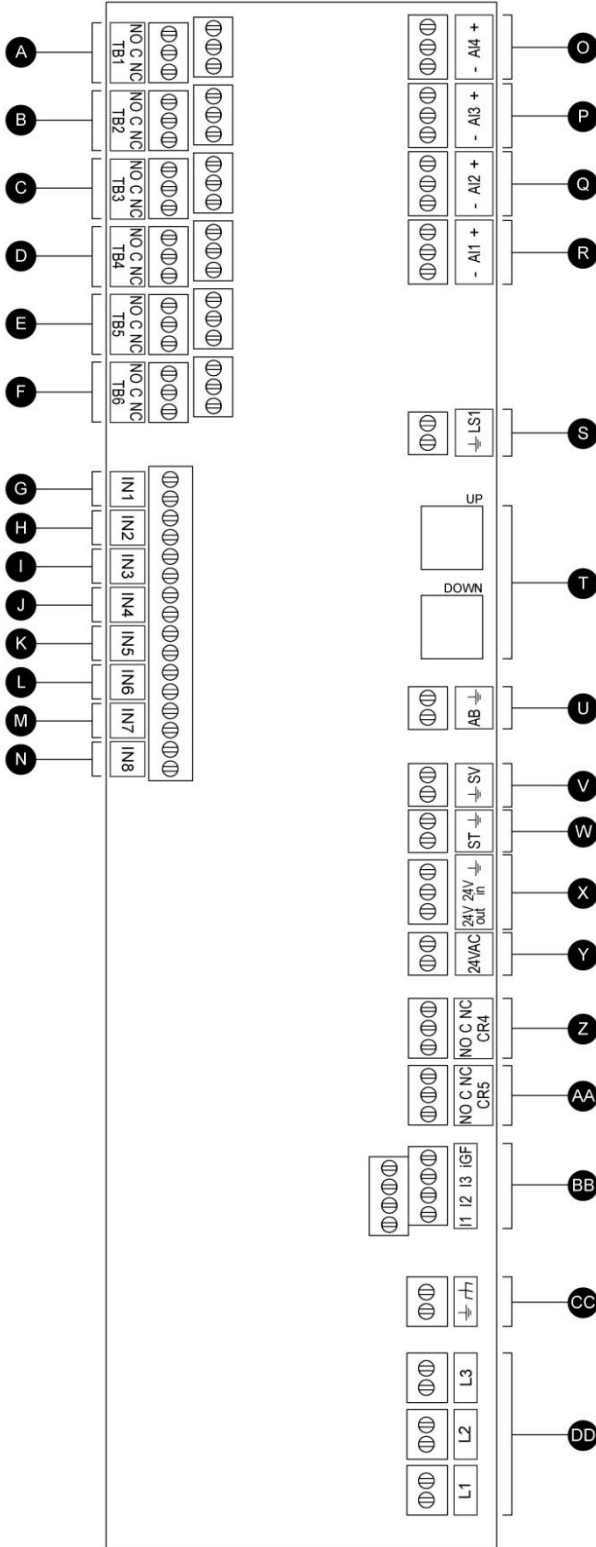 A
NO C NC
TB1
B
NO C NC
TB2
C
NO C NC
TB3
D
NO C NC
TB4
E
NO C NC
TB5
F
NO C NC
TB6
G
IN1
H
IN2
I
IN3
J
IN4
K
IN5
L
IN6
M
IN7
N
IN8
- AI4 +
O
- AI3 +
P
- AI2 +
Q
- AI1 +
R
LS1
S
UP
DOWN
T
AB
U
SV
V
ST
W
24V 24V
out in
X
24VAC
Y
NO C NC
CR4
Z
NO C NC
CR5
AA
I1 I2 I3 iGF
BB
CC
L3
L2
L1
DD